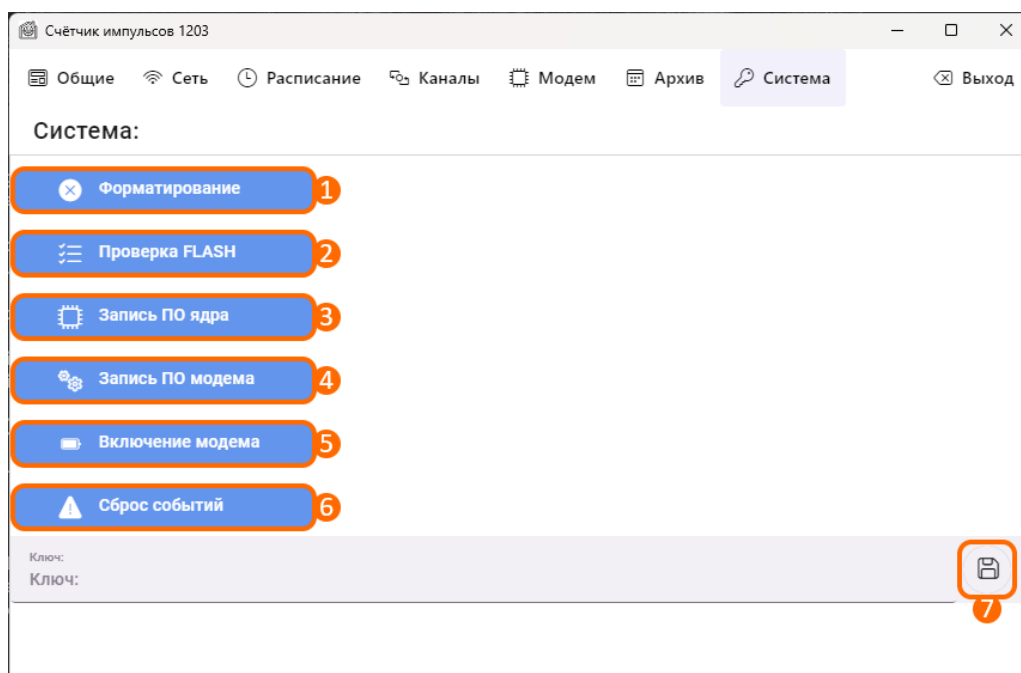 Счётчик импульсов 1203
Общие Сеть Расписание Каналы Модем Архив Система Выход
Система:
Форматирование 1
Проверка FLASH 2
Запись ПО ядра 3
Запись ПО модема 4
Включение модема 5
Сброс событий 6
Ключ:
Ключ:
7